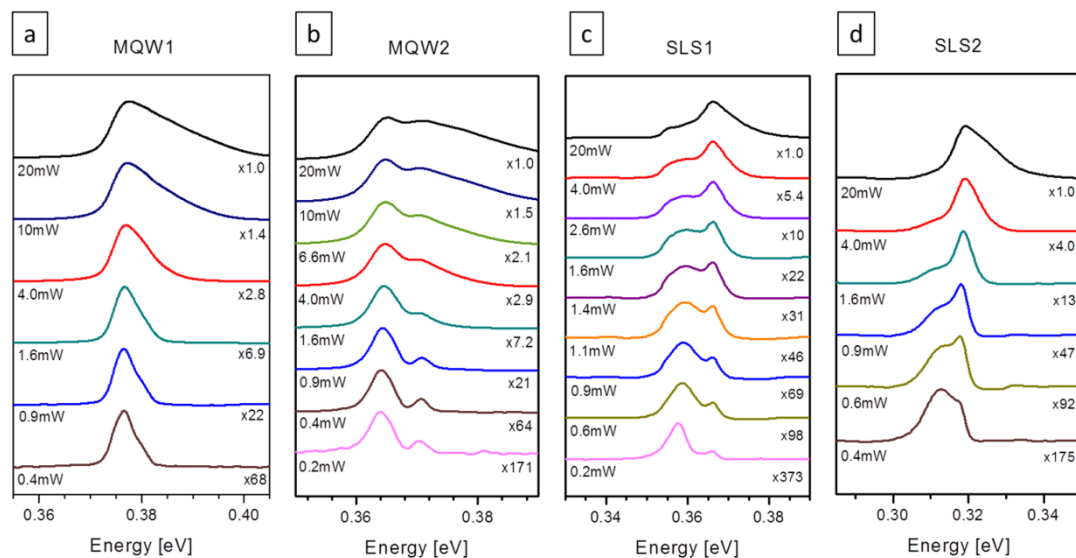 a
MQW1
20mW
x1.0
10mW
x1.4
4.0mW
x2.8
1.6mW
x6.9
0.9mW
x22
0.4mW
x68
0.36
0.38
0.40
Energy [eV]
b
MQW2
20mW
x1.0
10mW
x1.5
6.6mW
x2.1
4.0mW
x2.9
1.6mW
x7.2
0.9mW
x21
0.4mW
x64
0.2mW
x171
0.36
0.38
Energy [eV]
c
SLS1
20mW
x1.0
4.0mW
x5.4
2.6mW
x10
1.6mW
x22
1.4mW
x31
1.1mW
x46
0.9mW
x69
0.6mW
x98
0.2mW
x373
0.34
0.36
0.38
Energy [eV]
d
SLS2
20mW
x1.0
4.0mW
x4.0
1.6mW
x13
0.9mW
x47
0.6mW
x92
0.4mW
x175
0.30
0.32
0.34
Energy [eV]